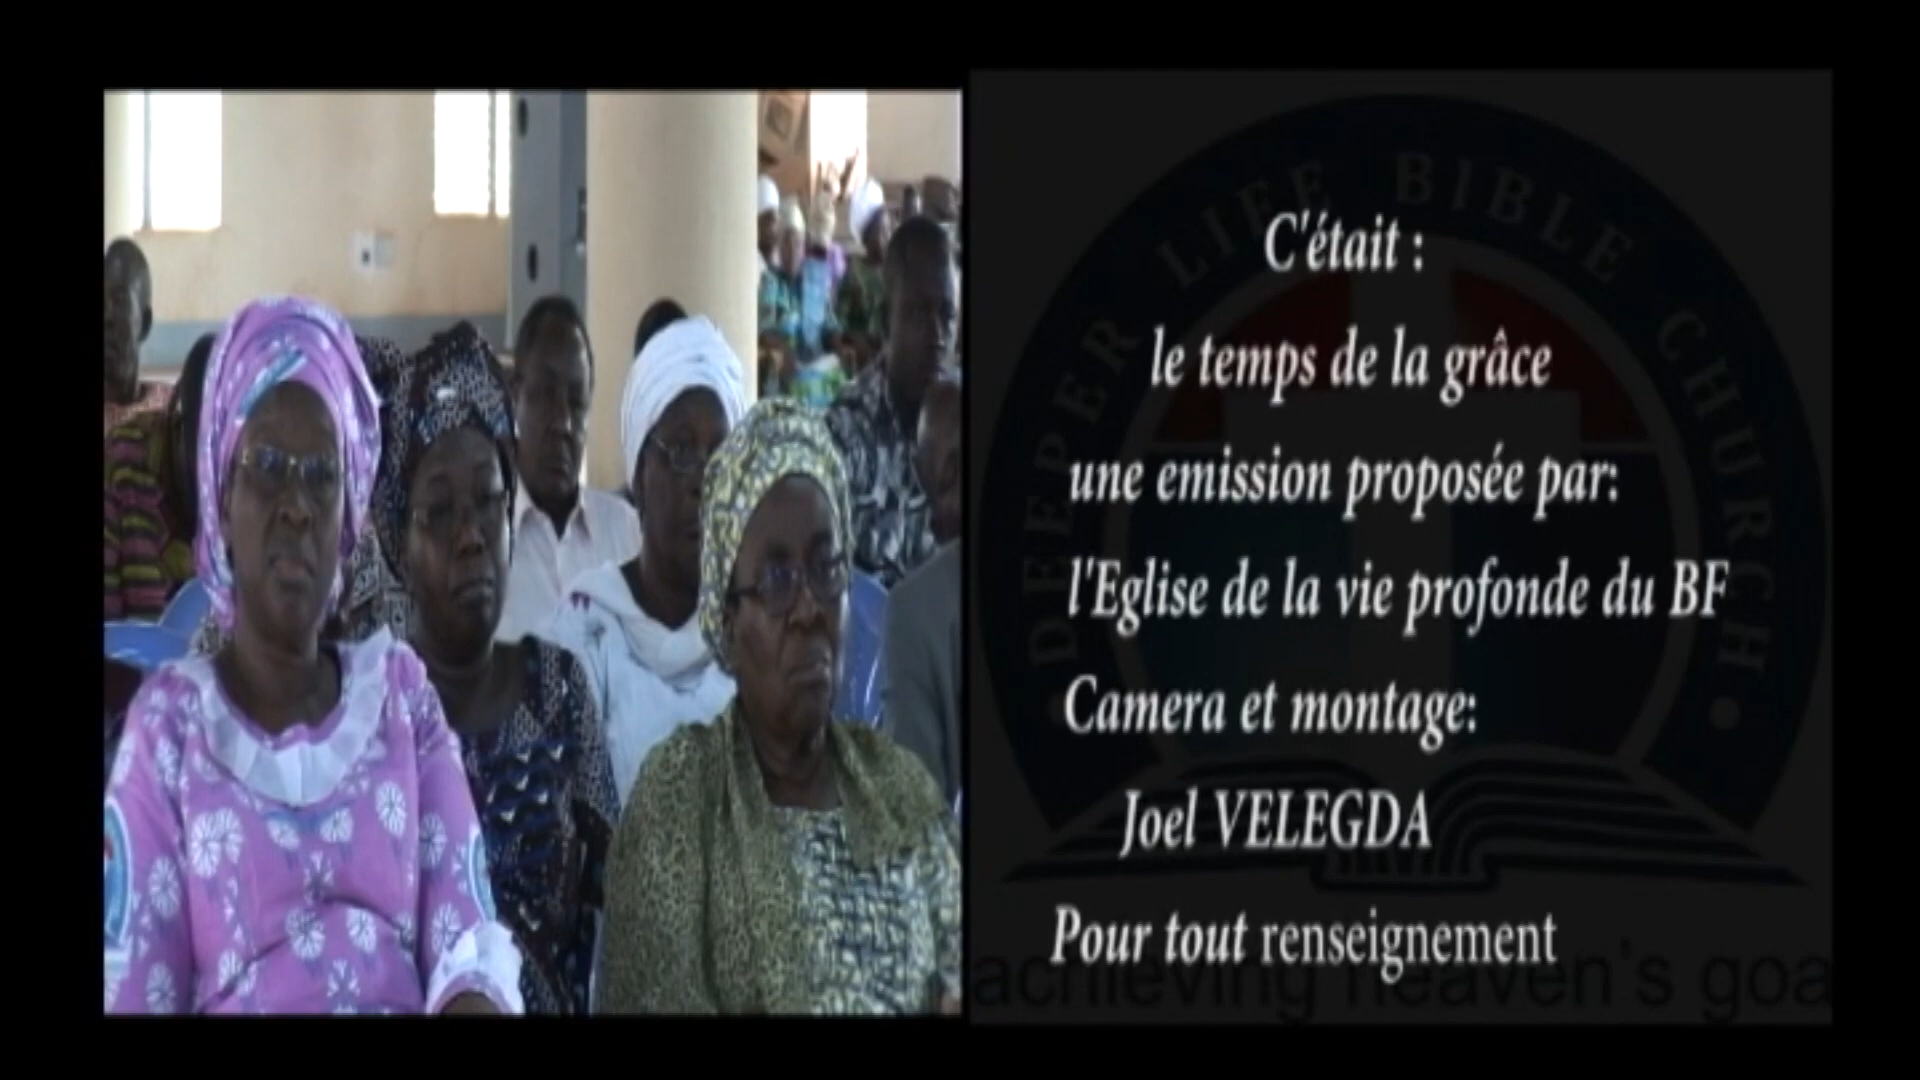 C'était :
le temps de la grâce
une emission proposée par:
l'Eglise de la vie profonde du BF
Camera et montage:
Joel VELEGDA
Pour tout renseignement
DEEPER LIFE BIBLE CHURCH
achieving heaven's goa